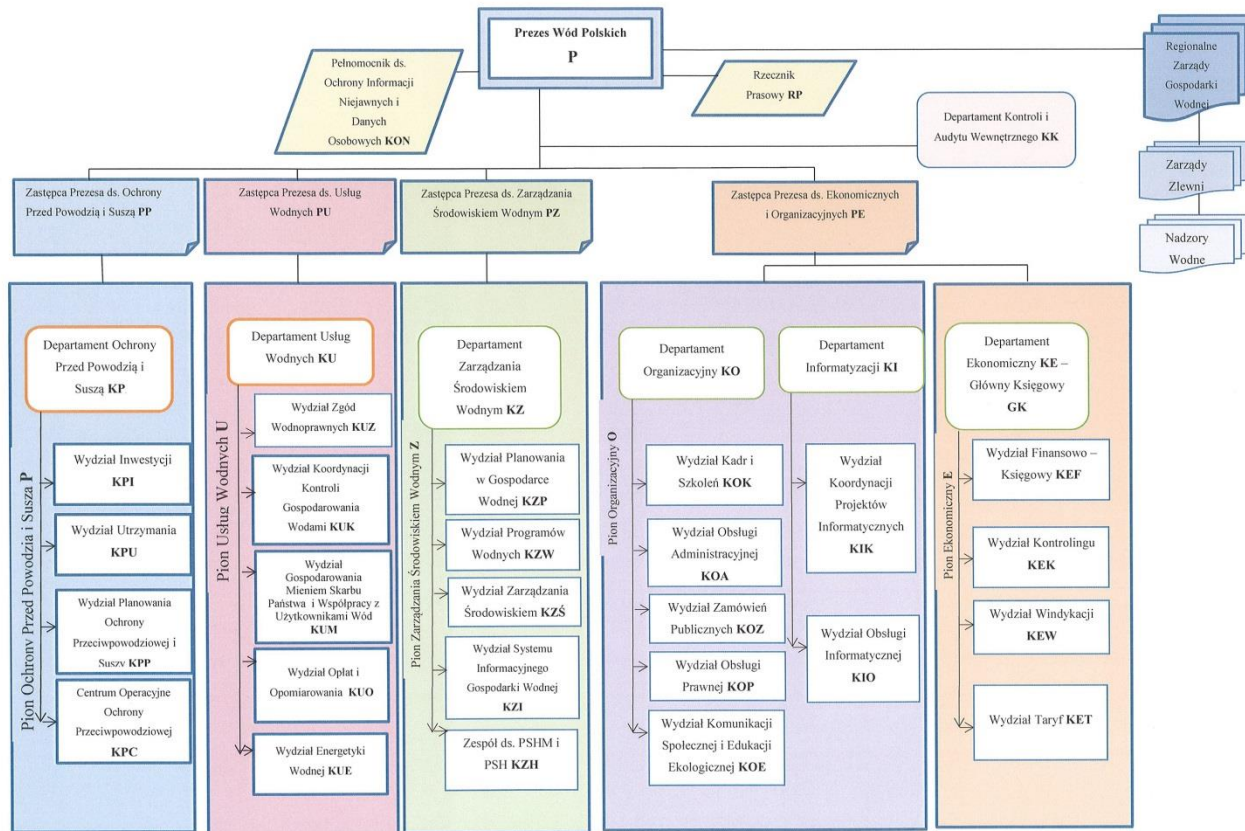 Prezes Wód Polskich
P
Pełnomocnik ds.
Ochrony Informacji
Niejawnych i
Danych
Osobowych KON
Rzecznik
Prasowy RP
Regionalne
Zarządy
Gospodarki
Wodnej
Departament Kontroli i
Audytu Wewnętrznego KK
Zarządy
Zlewni
Nadzory
Wodne
Zastępca Prezesa ds. Ochrony
Przed Powodzią i Suszą PP
Zastępca Prezesa ds. Usług
Wodnych PU
Zastępca Prezesa ds. Zarządzania
Środowiskiem Wodnym PZ
Zastępca Prezesa ds. Ekonomicznych
i Organizacyjnych PE
Pion Ochrony Przed Powodzia i Susza P
Departament Ochrony
Przed Powodzią i
Suszą KP
Wydział Inwestycji
KPI
Wydział Utrzymania
KPU
Wydział Planowania
Ochrony
Przeciwpowodziowej i
Suszy KPP
Centrum Operacyjne
Ochrony
Przeciwpowodziowej
KPC
Pion Usług Wodnych U
Departament Usług
Wodnych KU
Wydział Zgód
Wodnoprawnych KUZ
Wydział Koordynacji
Kontroli
Gospodarowania
Wodami KUK
Wydział
Gospodarowania
Mieniem Skarbu
Państwa i Współpracy z
Użytkownikami Wód
KUM
Wydział Opłat i
Opomiarowania KUO
Wydział Energetyki
Wodnej KUE
Pion Zarządzania Środowiskiem Wodnym Z
Departament
Zarządzania
Środowiskiem
Wodnym KZ
Wydział Planowania
w Gospodarce
Wodnej KZP
Wydział Programów
Wodnych KZW
Wydział Zarządzania
Środowiskiem KZŚ
Wydział Systemu
Informacyjnego
Gospodarki Wodnej
KZI
Zespół ds. PSHM i
PSH KZH
Pion Organizacyjny O
Departament
Organizacyjny KO
Wydział Kadr i
Szkoleń KOK
Wydział Obsługi
Administracyjnej
KOA
Wydział Zamówień
Publicznych KOZ
Wydział Obsługi
Prawnej KOP
Wydział Komunikacji
Społecznej i Edukacji
Ekologicznej KOE
Departament
Informatyzacji KI
Wydział
Koordynacji
Projektów
Informatycznych
KIK
Wydział Obsługi
Informatycznej
KIO
Pion Ekonomiczny E
Departament
Ekonomiczny KE –
Główny Księgowy
GK
Wydział Finansowo –
Księgowy
KEF
Wydział Kontrolingu
KEK
Wydział Windykacji
KEW
Wydział Taryf KET